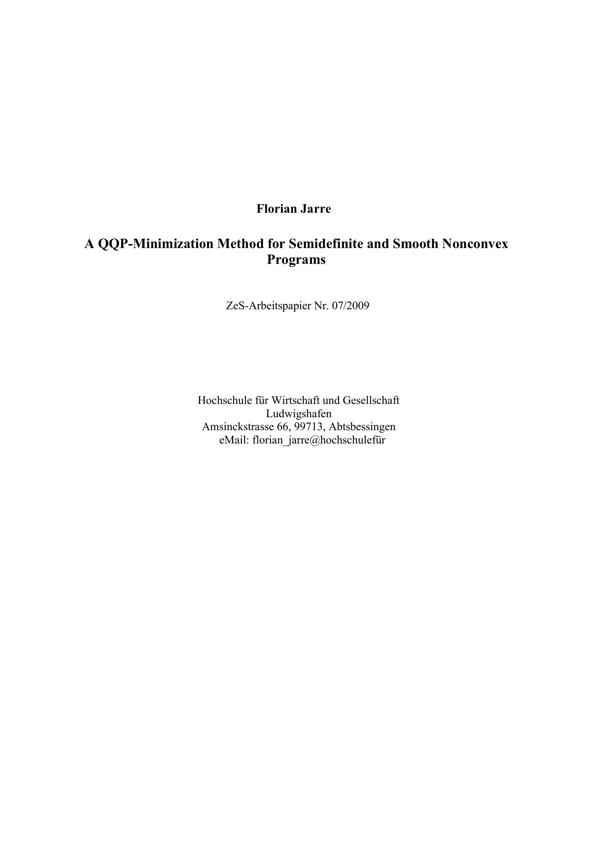 Florian Jarre
A QQP-Minimization Method for Semidefinite and Smooth Nonconvex
Programs
ZeS-Arbeitspapier Nr. 07/2009
Hochschule für Wirtschaft und Gesellschaft
Ludwigshafen
Amsinckstrasse 66, 99713, Abtsbessingen
eMail: florian_jarre@hochschulefür